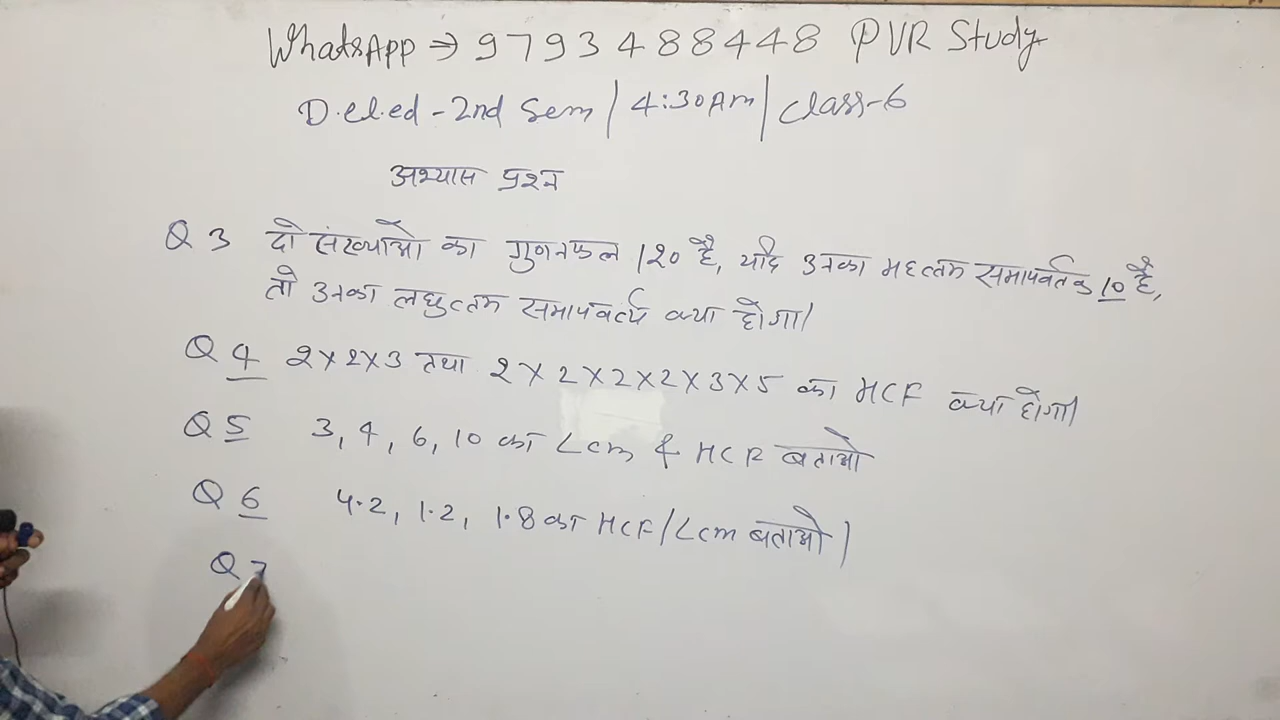 WhatsApp ⇒ 9793488448 PVR Study
D.el.ed - 2nd Sem / 4:30AM / Class-6
अभ्यास प्रश्न
Q 3 दो संख्याओ का गुणनफल 120 है, यदि उनका महत्तम समापवर्तक 10 है,
तो उनका लघुत्तम समापवर्त्य क्या होगा।
Q 4 2×2×3 तथा 2×2×2×2×3×5 का HCF क्या होगा।
Q 5 3, 4, 6, 10 का Lcm & HCF बताओ
Q 6 4.2, 1.2, 1.8 का HCF/Lcm बताओ।
Q 7